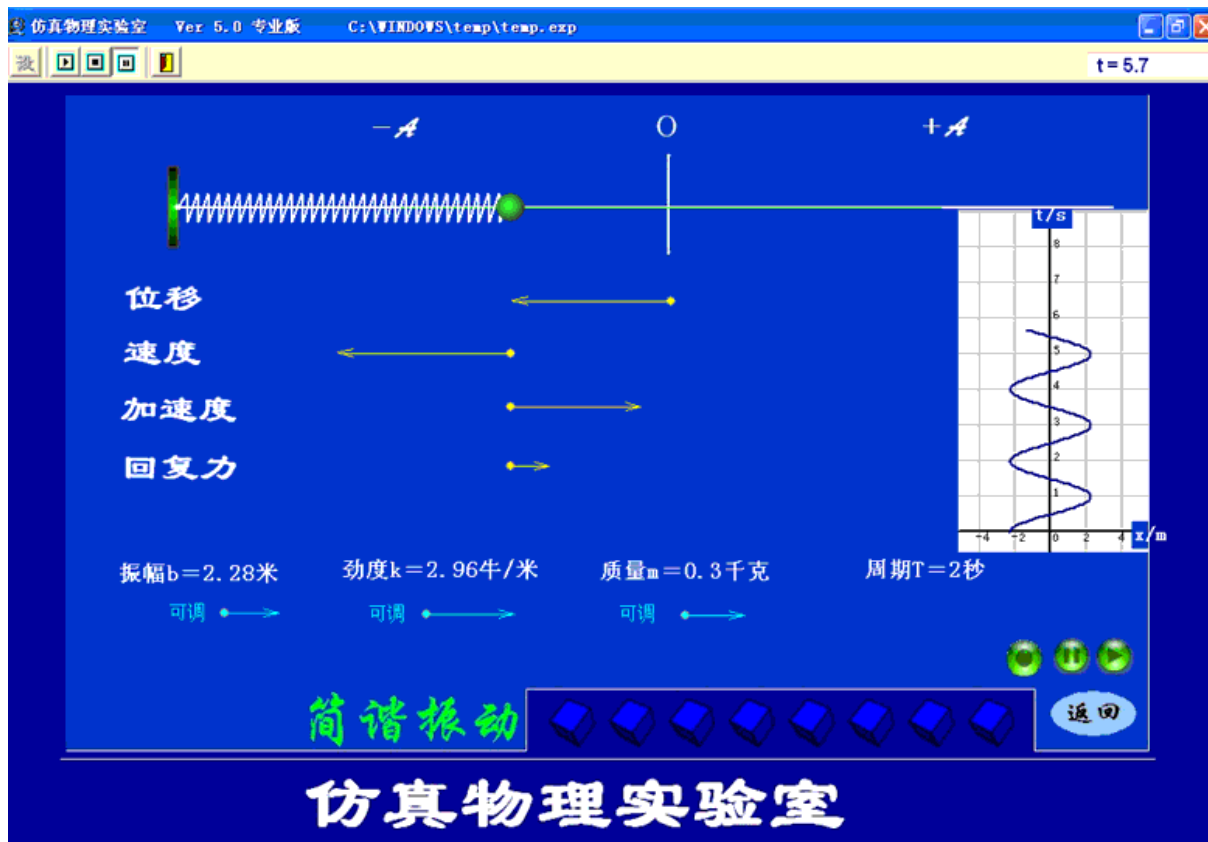 仿真物理实验室 Ver 5.0 专业版 C:\WINDOWS\temp\temp.exp
设
t=5.7
-A O +A
t/s
8
7
6
5
4
3
2
1
-4 -2 0 2 4 x/m
位移
速度
加速度
回复力
振幅b=2.28米 劲度k=2.96牛/米 质量m=0.3千克 周期T=2秒
可调 可调 可调
简谐振动
返回
仿真物理实验室